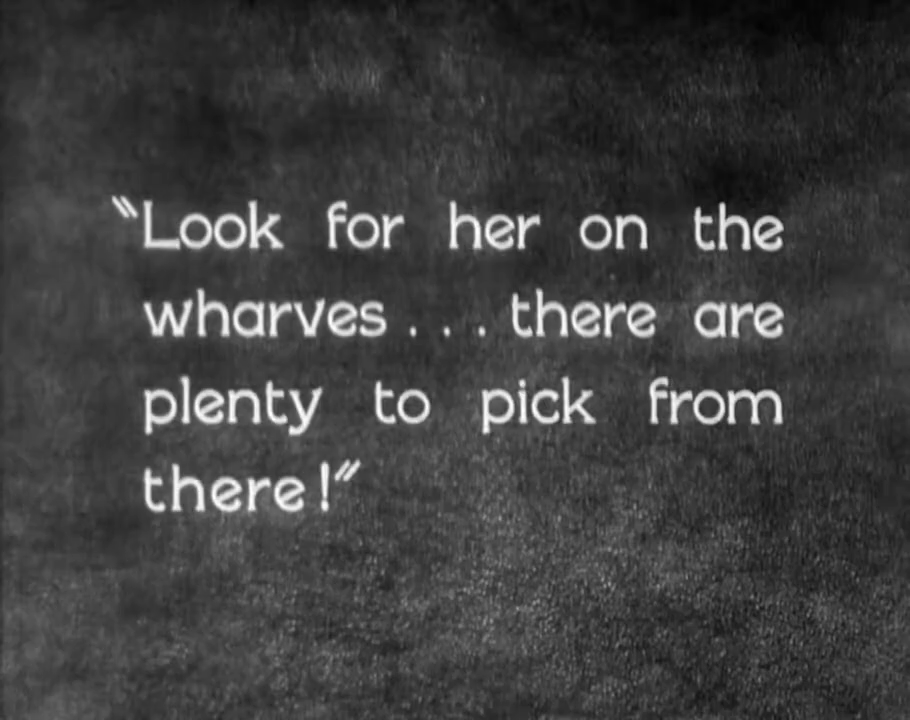 “Look for her on the
wharves . . . there are
plenty to pick from
there!”